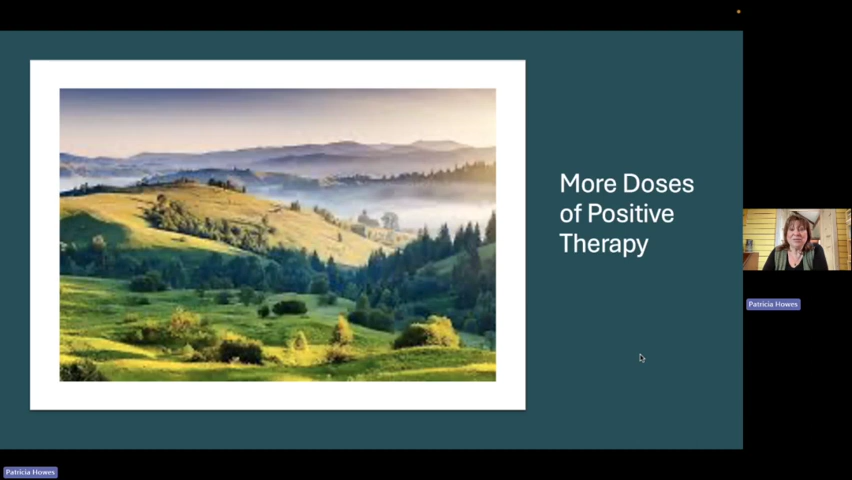 More Doses
of Positive
Therapy
Patricia Howes
Patricia Howes